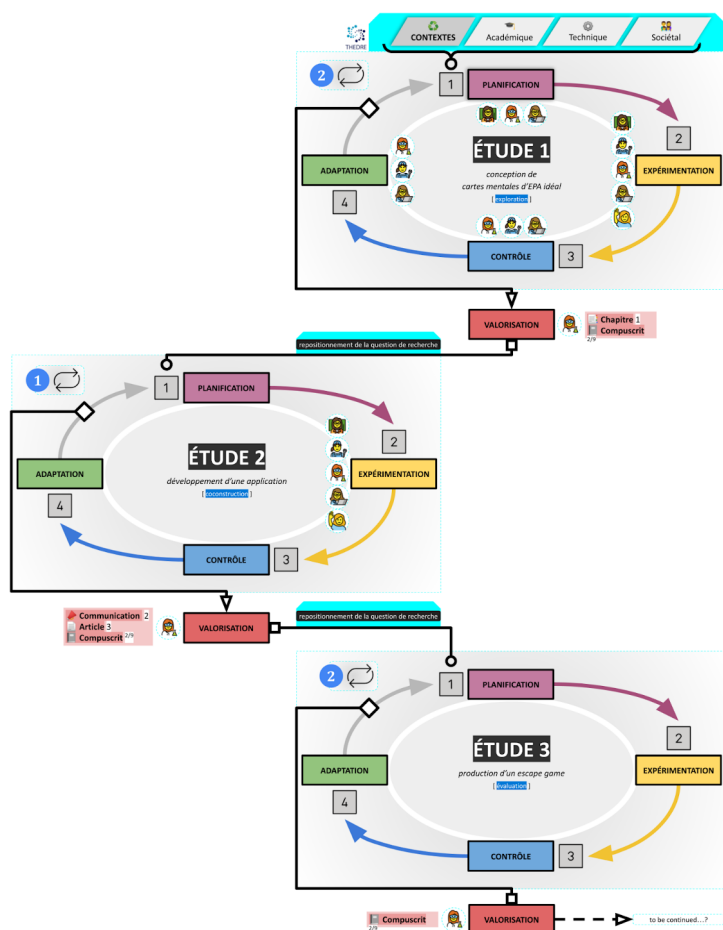 THEDRE
CONTEXTES
Académique
Technique
Sociétal
2
1
PLANIFICATION
2
ÉTUDE 1
conception de
cartes mentales d'EPA idéal
[exploration]
ADAPTATION
EXPÉRIMENTATION
4
CONTRÔLE
3
VALORISATION
Chapitre 1
Compuscrit
2/9
repositionnement de la question de recherche
1
1
PLANIFICATION
2
ÉTUDE 2
développement d'une application
[coconstruction]
ADAPTATION
EXPÉRIMENTATION
4
CONTRÔLE
3
Communication 2
Article 3
Compuscrit 2/9
VALORISATION
repositionnement de la question de recherche
2
1
PLANIFICATION
2
ÉTUDE 3
production d'un escape game
[évaluation]
ADAPTATION
EXPÉRIMENTATION
4
CONTRÔLE
3
Compuscrit
2/9
VALORISATION
to be continued...?